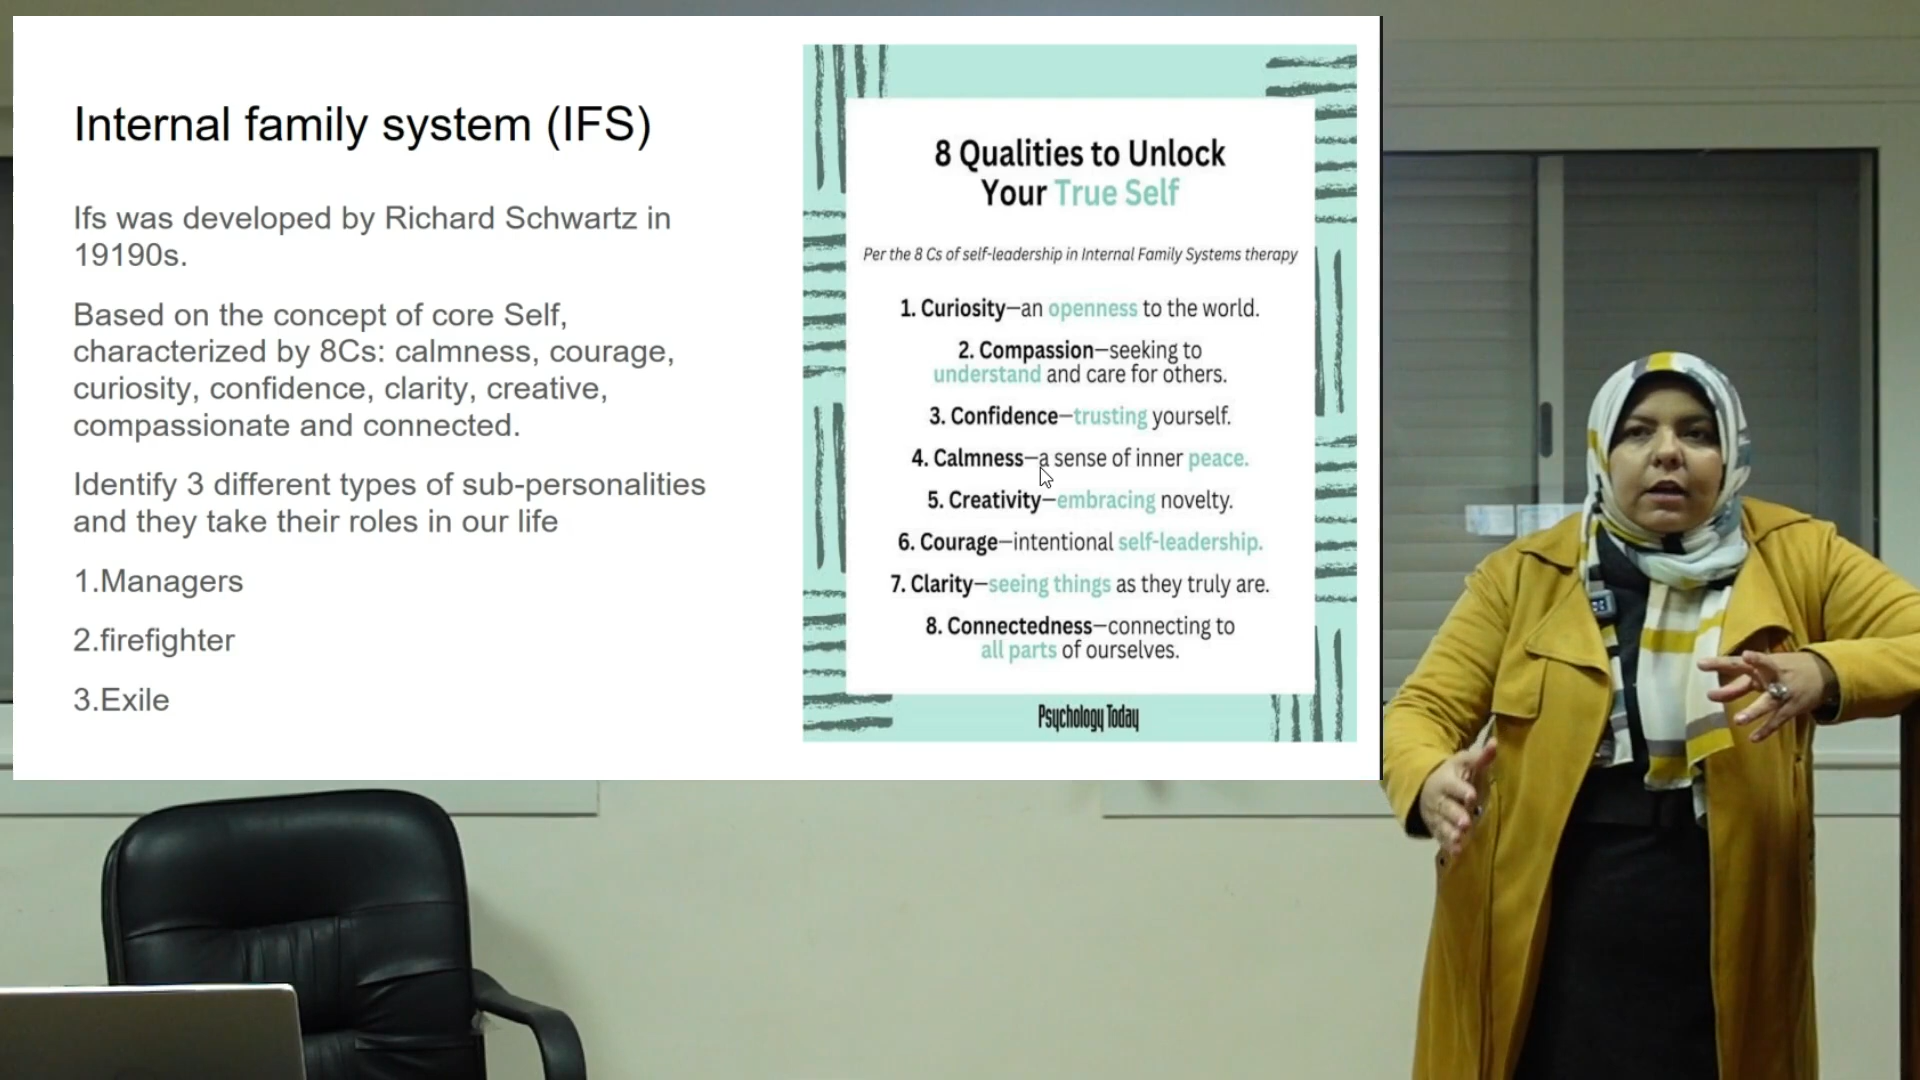 Internal family system (IFS)
Ifs was developed by Richard Schwartz in
19190s.
Based on the concept of core Self,
characterized by 8Cs: calmness, courage,
curiosity, confidence, clarity, creative,
compassionate and connected.
Identify 3 different types of sub-personalities
and they take their roles in our life
1.Managers
2.firefighter
3.Exile
8 Qualities to Unlock
Your True Self
Per the 8 Cs of self-leadership in Internal Family Systems therapy
1. Curiosity—an openness to the world.
2. Compassion—seeking to
understand and care for others.
3. Confidence—trusting yourself.
4. Calmness—a sense of inner peace.
5. Creativity—embracing novelty.
6. Courage—intentional self-leadership.
7. Clarity—seeing things as they truly are.
8. Connectedness—connecting to
all parts of ourselves.
Psychology Today